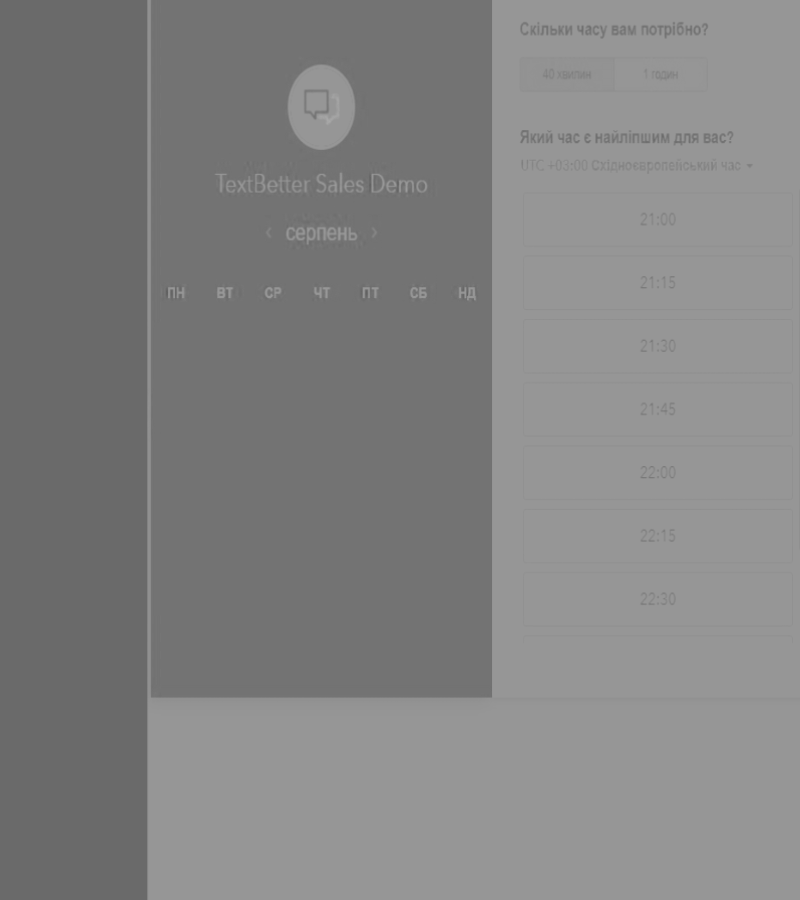 TextBetter Sales Demo
‹ серпень ›
ПН ВТ СР ЧТ ПТ СБ НД
Скільки часу вам потрібно?
40 хвилин 1 годин
Який час є найліпшим для вас?
UTC +03:00 Східноєвропейський час
21:00
21:15
21:30
21:45
22:00
22:15
22:30